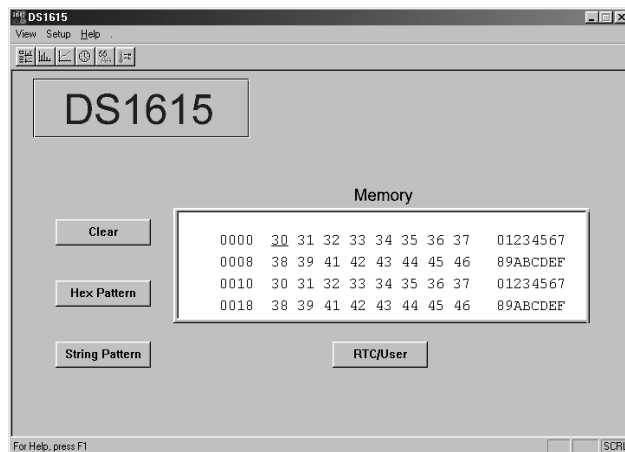 DS1615
View Setup Help .
DS1615
Memory
Clear
Hex Pattern
String Pattern
0000 30 31 32 33 34 35 36 37 01234567
0008 38 39 41 42 43 44 45 46 89ABCDEF
0010 30 31 32 33 34 35 36 37 01234567
0018 38 39 41 42 43 44 45 46 89ABCDEF
RTC/User
For Help, press F1
SCRL